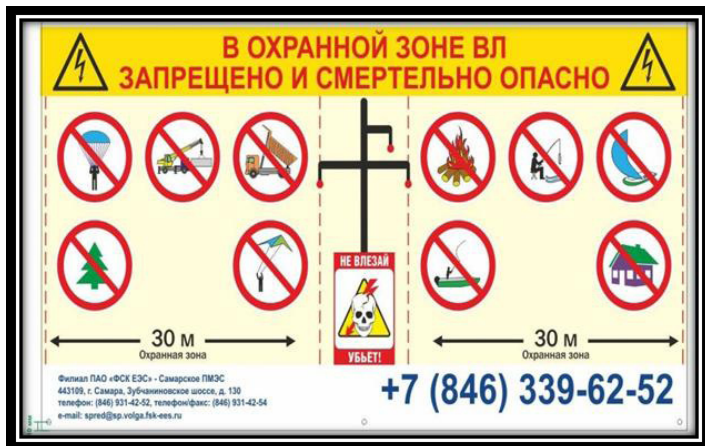 В ОХРАННОЙ ЗОНЕ ВЛ
ЗАПРЕЩЕНО И СМЕРТЕЛЬНО ОПАСНО
НЕ ВЛЕЗАЙ
УБЬЕТ!
30 м
Охранная зона
30 м
Охранная зона
Филиал ПАО «ФСК ЕЭС» - Самарское ПМЭС
443109, г. Самара, Зубчаниновское шоссе, д. 130
телефон: (846) 931-42-52, телефон/факс: (846) 931-42-54
e-mail: spred@sp.volga.fsk-ees.ru
+7 (846) 339-62-52